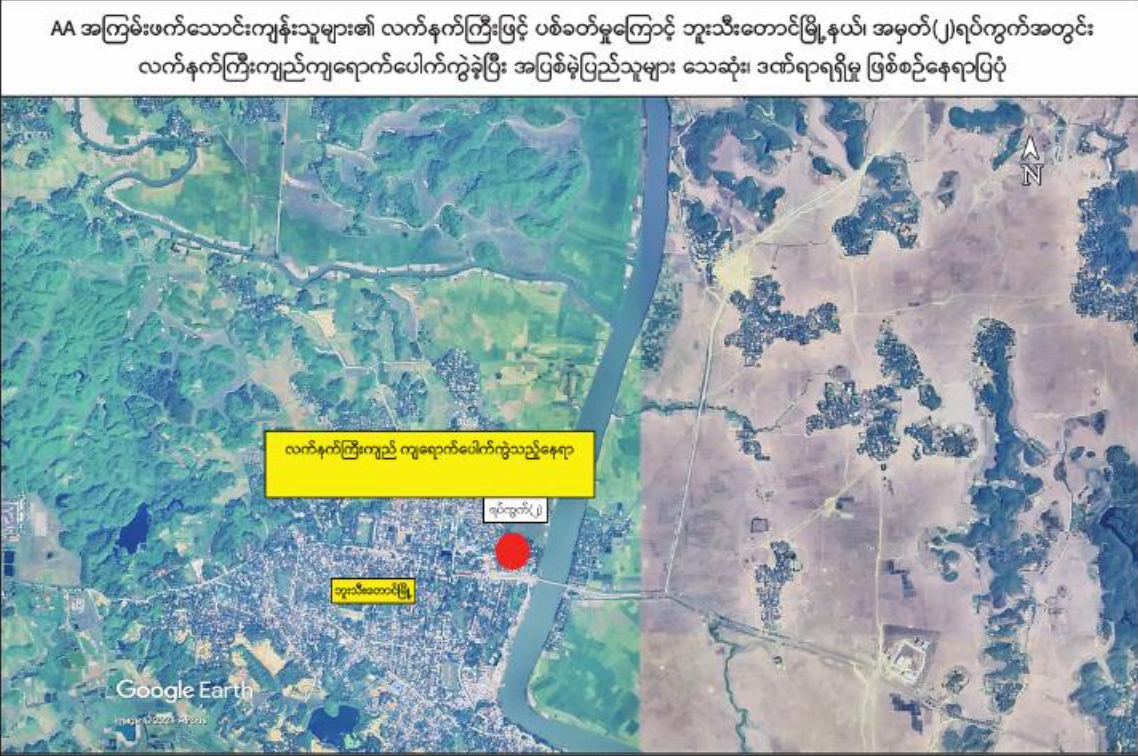 AA အကြမ်းဖက်သောင်းကျန်းသူများ၏ လက်နက်ကြီးဖြင့် ပစ်ခတ်မှုကြောင့် ဘူးသီးတောင်မြို့နယ်၊ အမှတ်(၂)ရပ်ကွက်အတွင်း
လက်နက်ကြီးကျည်ကျရောက်ပေါက်ကွဲခဲ့ပြီး အပြစ်မဲ့ပြည်သူများ သေဆုံး၊ ဒဏ်ရာရရှိမှု ဖြစ်စဉ်နေရာပြပုံ
N
လက်နက်ကြီးကျည် ကျရောက်ပေါက်ကွဲသည့်နေရာ
ရပ်ကွက်(၂)
ဘူးသီးတောင်မြို့
Google Earth